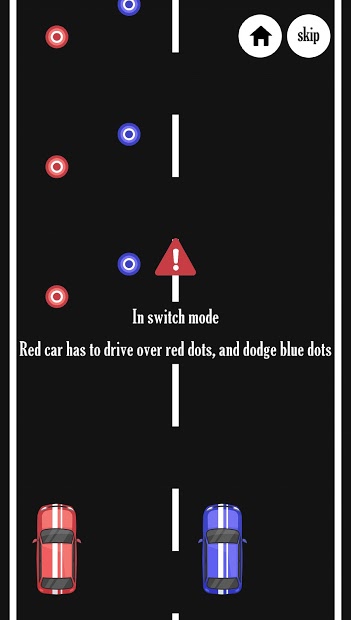 skip
In switch mode
Red car has to drive over red dots, and dodge blue dots